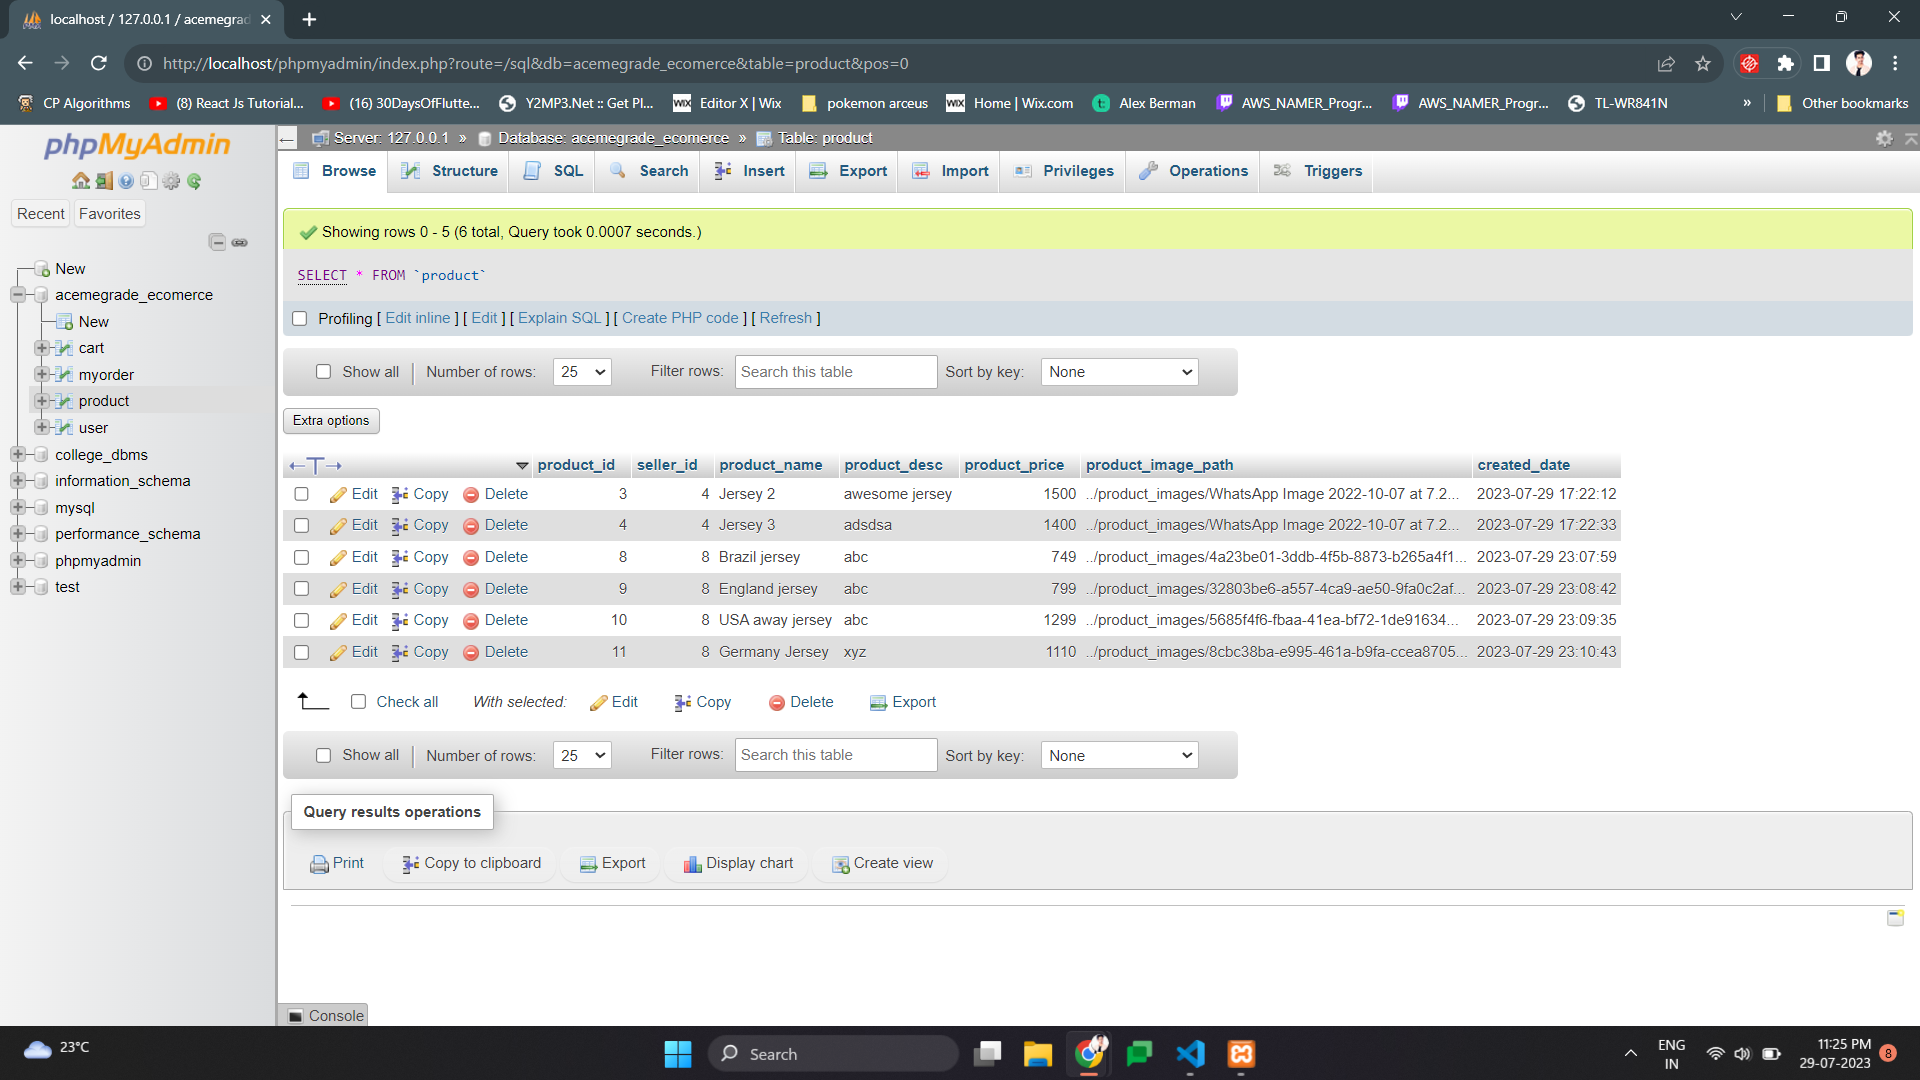 localhost / 127.0.0.1 / acemegrad
http://localhost/phpmyadmin/index.php?route=/sql&db=acemegrade_ecomerce&table=product&pos=0
CP Algorithms (8) React Js Tutorial... (16) 30DaysOfFlutte... Y2MP3.Net :: Get Pl... WIX Editor X | Wix pokemon arceus WIX Home | Wix.com t Alex Berman AWS_NAMER_Progr... AWS_NAMER_Progr... TL-WR841N » Other bookmarks
phpMyAdmin
Recent Favorites
New
acemegrade_ecomerce
New
cart
myorder
product
user
college_dbms
information_schema
mysql
performance_schema
phpmyadmin
test
Server: 127.0.0.1 » Database: acemegrade_ecomerce » Table: product
Browse Structure SQL Search Insert Export Import Privileges Operations Triggers
Showing rows 0 - 5 (6 total, Query took 0.0007 seconds.)
SELECT * FROM `product`
Profiling [ Edit inline ] [ Edit ] [ Explain SQL ] [ Create PHP code ] [ Refresh ]
Show all Number of rows: 25 Filter rows: Search this table Sort by key: None
Extra options
←T→ product_id seller_id product_name product_desc product_price product_image_path created_date
Edit Copy Delete 3 4 Jersey 2 awesome jersey 1500 ../product_images/WhatsApp Image 2022-10-07 at 7.2... 2023-07-29 17:22:12
Edit Copy Delete 4 4 Jersey 3 adsdsa 1400 ../product_images/WhatsApp Image 2022-10-07 at 7.2... 2023-07-29 17:22:33
Edit Copy Delete 8 8 Brazil jersey abc 749 ../product_images/4a23be01-3ddb-4f5b-8873-b265a4f1... 2023-07-29 23:07:59
Edit Copy Delete 9 8 England jersey abc 799 ../product_images/32803be6-a557-4ca9-ae50-9fa0c2af... 2023-07-29 23:08:42
Edit Copy Delete 10 8 USA away jersey abc 1299 ../product_images/5685f4f6-fbaa-41ea-bf72-1de91634... 2023-07-29 23:09:35
Edit Copy Delete 11 8 Germany Jersey xyz 1110 ../product_images/8cbc38ba-e995-461a-b9fa-ccea8705... 2023-07-29 23:10:43
Check all With selected: Edit Copy Delete Export
Show all Number of rows: 25 Filter rows: Search this table Sort by key: None
Query results operations
Print Copy to clipboard Export Display chart Create view
Console
23°C
Search
ENG
IN
11:25 PM
29-07-2023
8